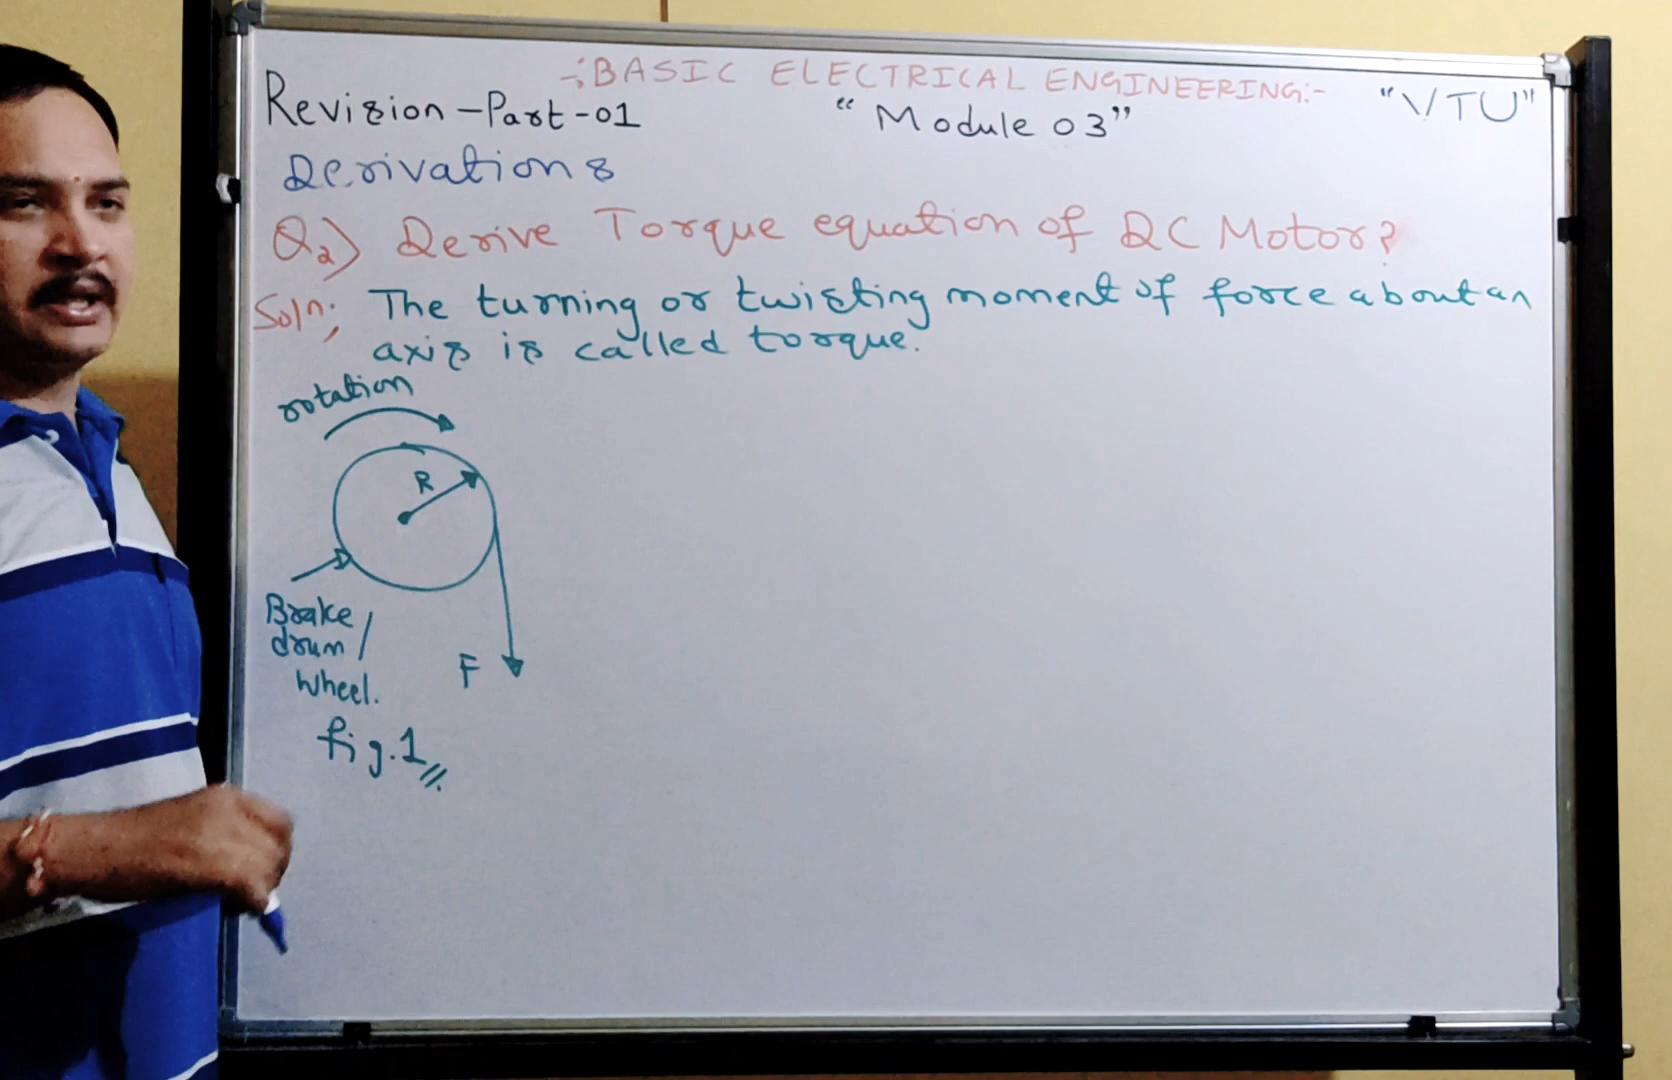 -:BASIC ELECTRICAL ENGINEERING:-
Revision-Part-01 "Module 03" "VTU"
Derivations
Q2) Derive Torque equation of DC Motor?
Soln; The turning or twisting moment of force about an
axis is called torque.
rotation
R
Brake
drum/
wheel.
F
fig.1